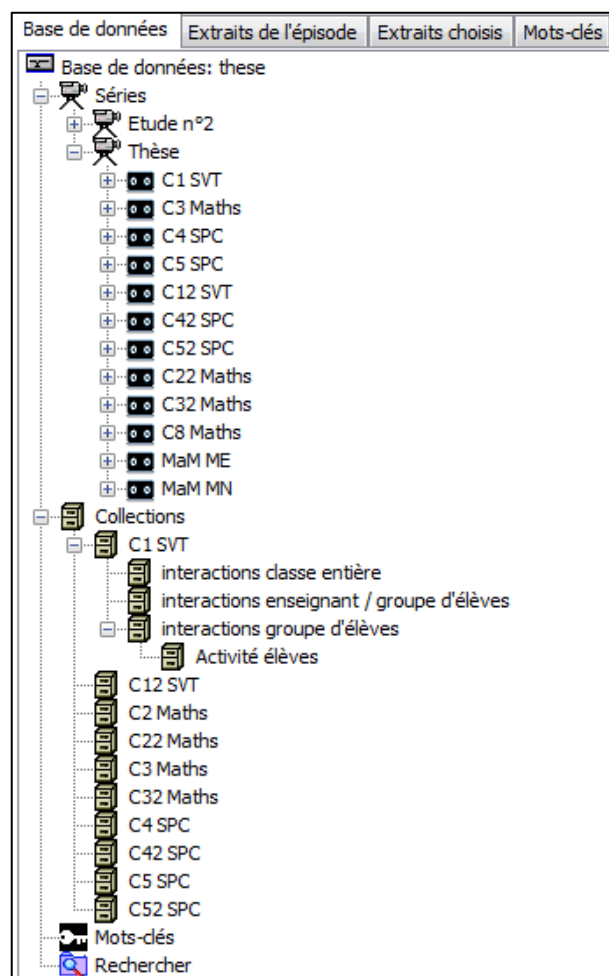 Base de données Extraits de l'épisode Extraits choisis Mots-clés
Base de données: these
Séries
Etude n°2
Thèse
C1 SVT
C3 Maths
C4 SPC
C5 SPC
C12 SVT
C42 SPC
C52 SPC
C22 Maths
C32 Maths
C8 Maths
MaM ME
MaM MN
Collections
C1 SVT
interactions classe entière
interactions enseignant / groupe d'élèves
interactions groupe d'élèves
Activité élèves
C12 SVT
C2 Maths
C22 Maths
C3 Maths
C32 Maths
C4 SPC
C42 SPC
C5 SPC
C52 SPC
Mots-clés
Rechercher